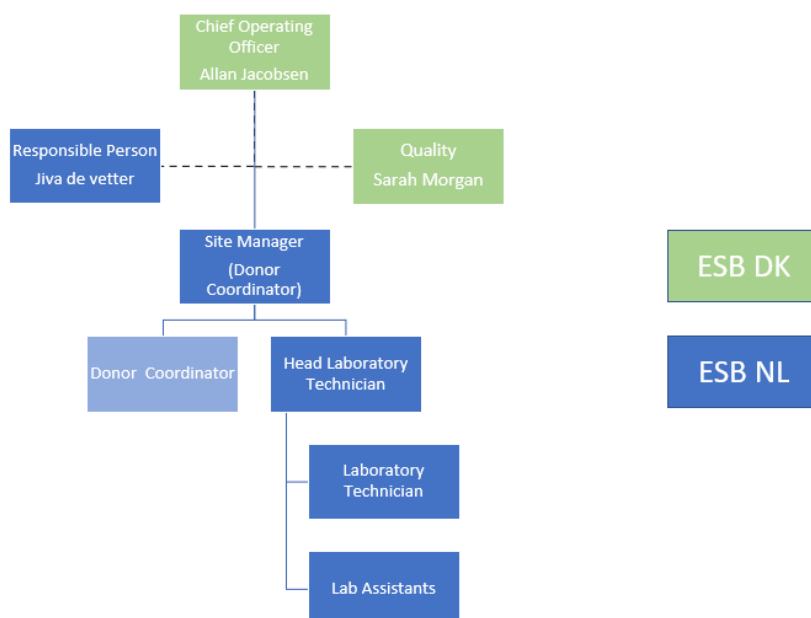 Chief Operating
Officer
Allan Jacobsen
Responsible Person
Jiva de vetter
Quality
Sarah Morgan
Site Manager
(Donor
Coordinator)
ESB DK
Donor  Coordinator
Head Laboratory
Technician
ESB NL
Laboratory
Technician
Lab Assistants